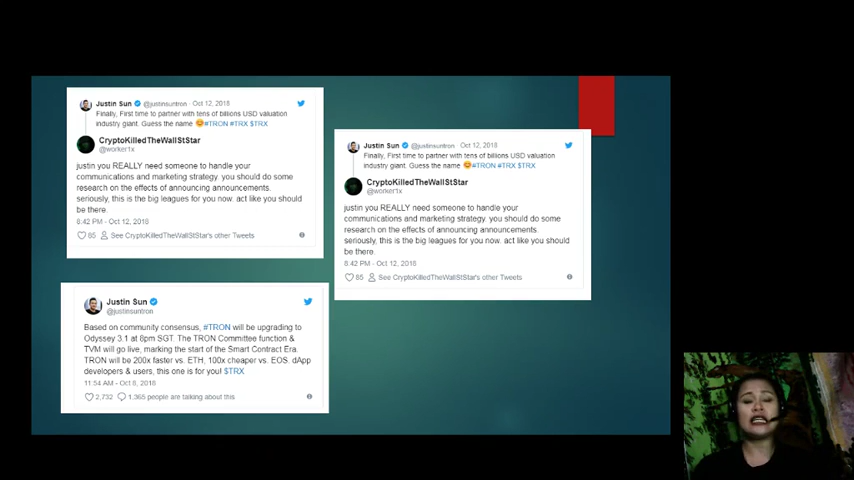 Justin Sun @justinsuntron · Oct 12, 2018
Finally, First time to partner with tens of billions USD valuation
industry giant. Guess the name 😊#TRON #TRX $TRX
CryptoKilledTheWallStStar
@worker1x
justin you REALLY need someone to handle your
communications and marketing strategy. you should do some
research on the effects of announcing announcements.
seriously, this is the big leagues for you now. act like you should
be there.
8:42 PM - Oct 12, 2018
85 See CryptoKilledTheWallStStar's other Tweets
Justin Sun @justinsuntron · Oct 12, 2018
Finally, First time to partner with tens of billions USD valuation
industry giant. Guess the name 😊#TRON #TRX $TRX
CryptoKilledTheWallStStar
@worker1x
justin you REALLY need someone to handle your
communications and marketing strategy. you should do some
research on the effects of announcing announcements.
seriously, this is the big leagues for you now. act like you should
be there.
8:42 PM - Oct 12, 2018
85 See CryptoKilledTheWallStStar's other Tweets
Justin Sun
@justinsuntron
Based on community consensus, #TRON will be upgrading to
Odyssey 3.1 at 8pm SGT. The TRON Committee function &
TVM will go live, marking the start of the Smart Contract Era.
TRON will be 200x faster vs. ETH, 100x cheaper vs. EOS. dApp
developers & users, this one is for you! $TRX
11:54 AM - Oct 8, 2018
2,732 1,365 people are talking about this